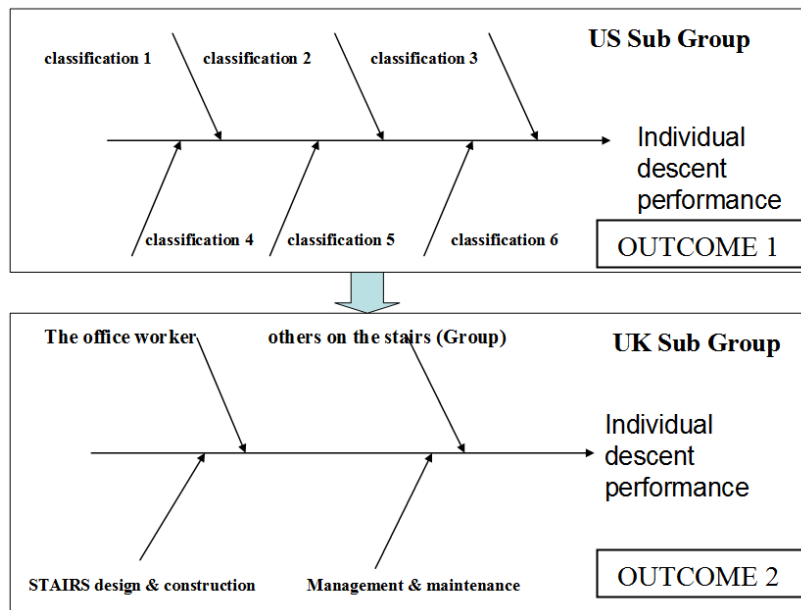 US Sub Group
classification 1
classification 2
classification 3
Individual
descent
performance
classification 4
classification 5
classification 6
OUTCOME 1
The office worker
others on the stairs (Group)
UK Sub Group
Individual
descent
performance
STAIRS design & construction
Management & maintenance
OUTCOME 2